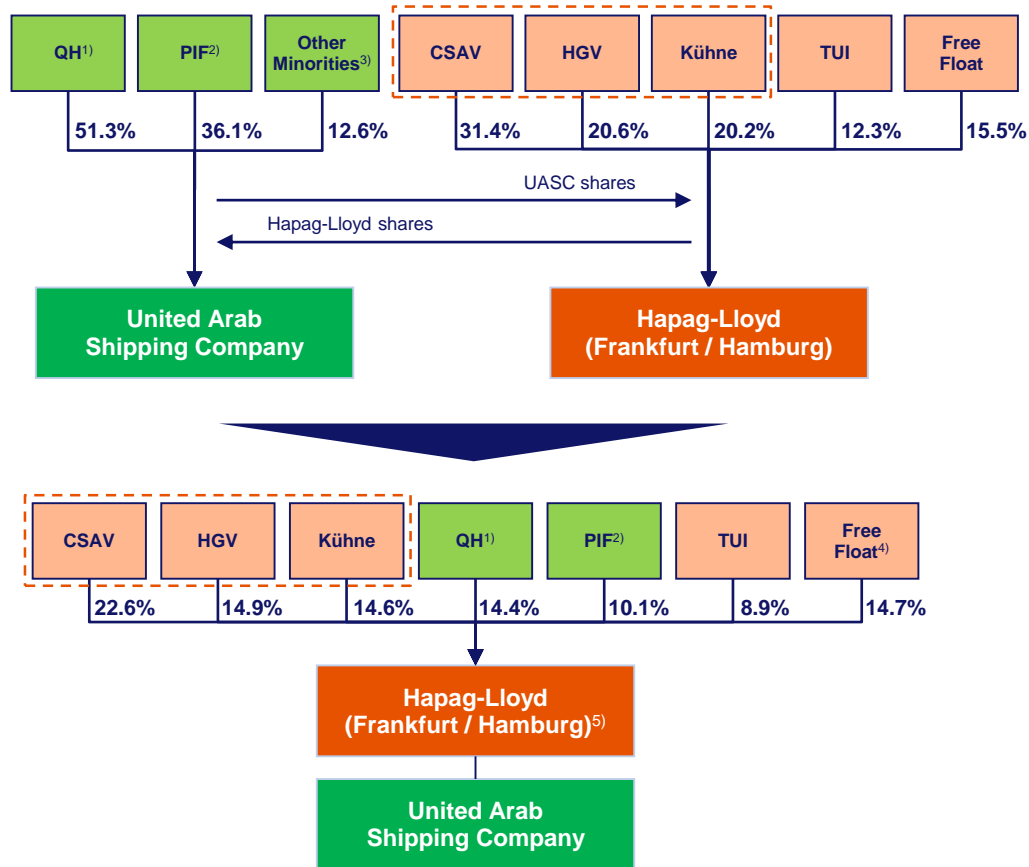 QH1)
PIF2)
Other
Minorities3)
CSAV
HGV
Kühne
TUI
Free
Float
51.3%
36.1%
12.6%
31.4%
20.6%
20.2%
12.3%
15.5%
UASC shares
Hapag-Lloyd shares
United Arab
Shipping Company
Hapag-Lloyd
(Frankfurt / Hamburg)
CSAV
HGV
Kühne
QH1)
PIF2)
TUI
Free
Float4)
22.6%
14.9%
14.6%
14.4%
10.1%
8.9%
14.7%
Hapag-Lloyd
(Frankfurt / Hamburg)5)
United Arab
Shipping Company